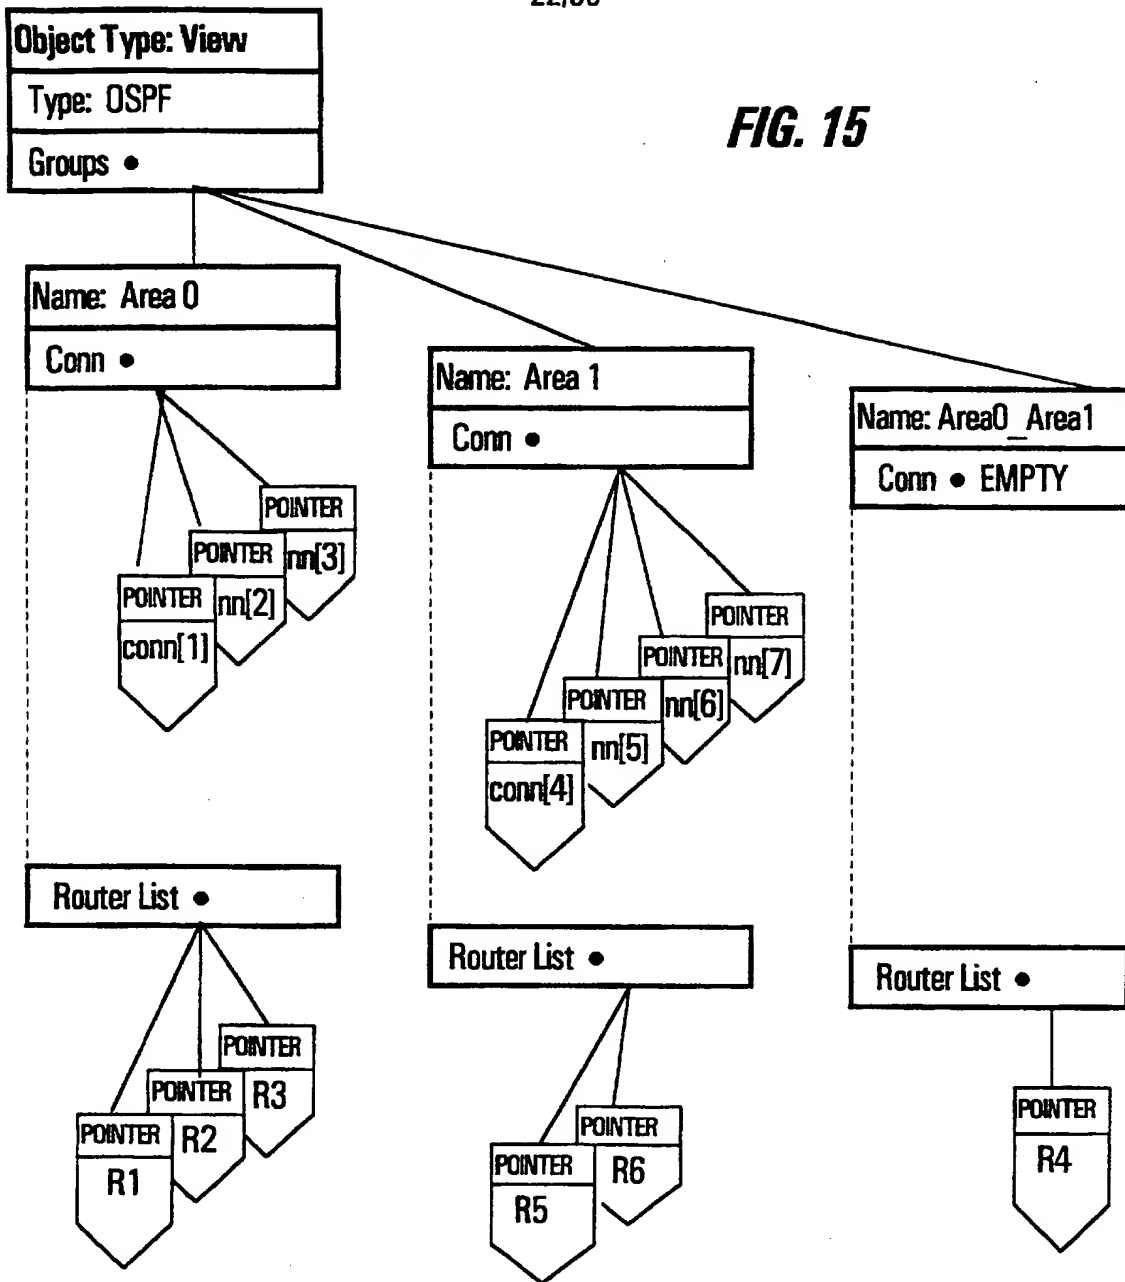 Object Type: View
Type: OSPF
Groups •
FIG. 15
Name: Area 0
Conn •
POINTER
nn[3]
POINTER
nn[2]
POINTER
conn[1]
Name: Area 1
Conn •
POINTER
nn[7]
POINTER
nn[6]
POINTER
nn[5]
POINTER
conn[4]
Name: Area0_Area1
Conn • EMPTY
Router List •
POINTER
R3
POINTER
R2
POINTER
R1
Router List •
POINTER
R6
POINTER
R5
Router List •
POINTER
R4